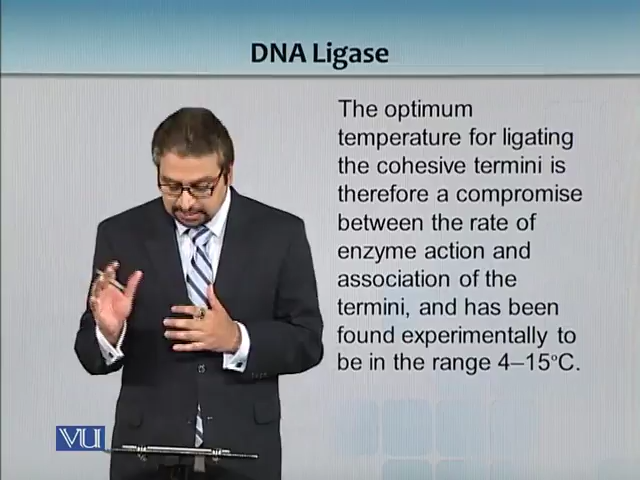 DNA Ligase
The optimum
temperature for ligating
the cohesive termini is
therefore a compromise
between the rate of
enzyme action and
association of the
termini, and has been
found experimentally to
be in the range 4–15°C.
VU